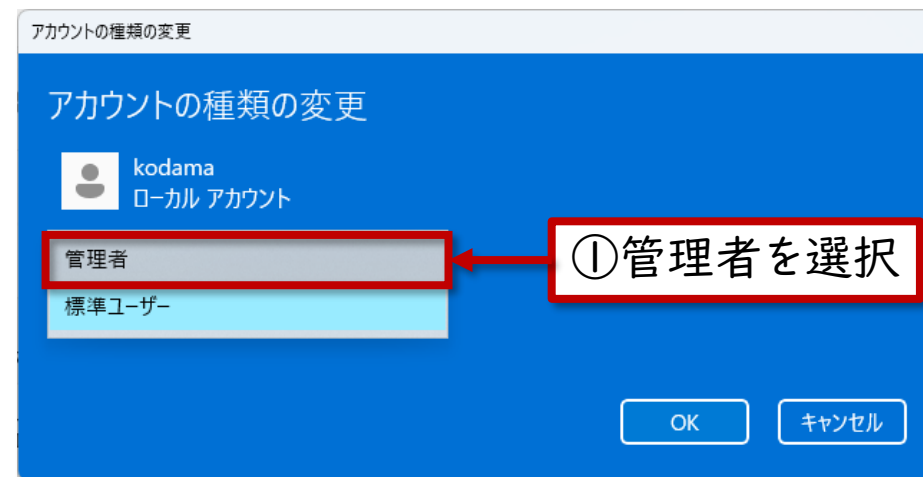 アカウントの種類の変更
アカウントの種類の変更
kodama
ローカル アカウント
管理者
①管理者を選択
標準ユーザー
OK
キャンセル